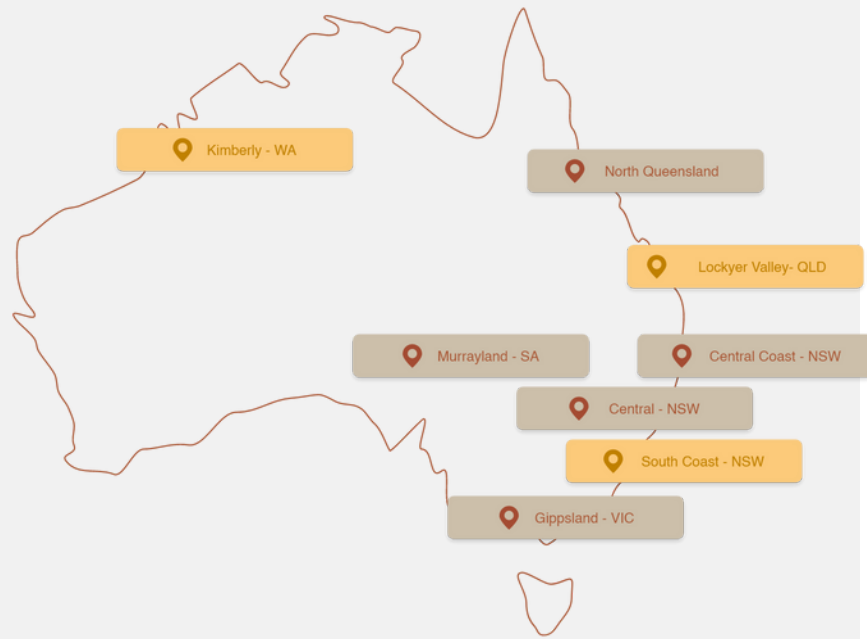 Kimberly - WA
North Queensland
Lockyer Valley- QLD
Murrayland - SA
Central Coast - NSW
Central - NSW
South Coast - NSW
Gippsland - VIC